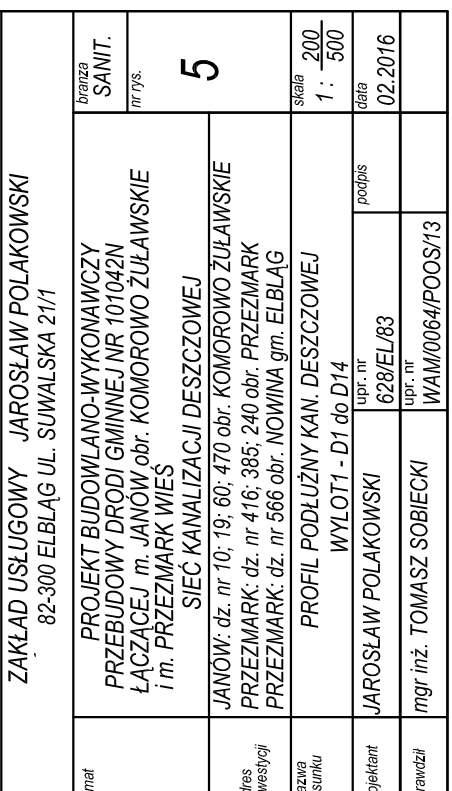 ZAKŁAD USŁUGOWY JAROSŁAW POLAKOWSKI
82-300 ELBLĄG UL. SUWALSKA 21/1
mat
PROJEKT BUDOWLANO-WYKONAWCZY
PRZEBUDOWY DROGI GMINNEJ NR 101042N
ŁĄCZĄCEJ m. JANÓW obr. KOMOROWO ŻUŁAWSKIE
i m. PRZEZMARK WIEŚ
SIEĆ KANALIZACJI DESZCZOWEJ
branża
SANIT.
nr rys.
5
dres
westycji
JANÓW: dz. nr 10; 19; 60; 470 obr. KOMOROWO ŻUŁAWSKIE
PRZEZMARK: dz. nr 416; 385; 240 obr. PRZEZMARK
PRZEZMARK: dz. nr 566 obr. NOWINA gm. ELBLĄG
azwa
sunku
PROFIL PODŁUŻNY KAN. DESZCZOWEJ
WYLOT1 - D1 do D14
skala
1 : 200
500
ojektant
JAROSŁAW POLAKOWSKI
upr. nr
628/EL/83
podpis
data
02.2016
rawdził
mgr inż. TOMASZ SOBIECKI
upr. nr
WAM/0064/POOS/13